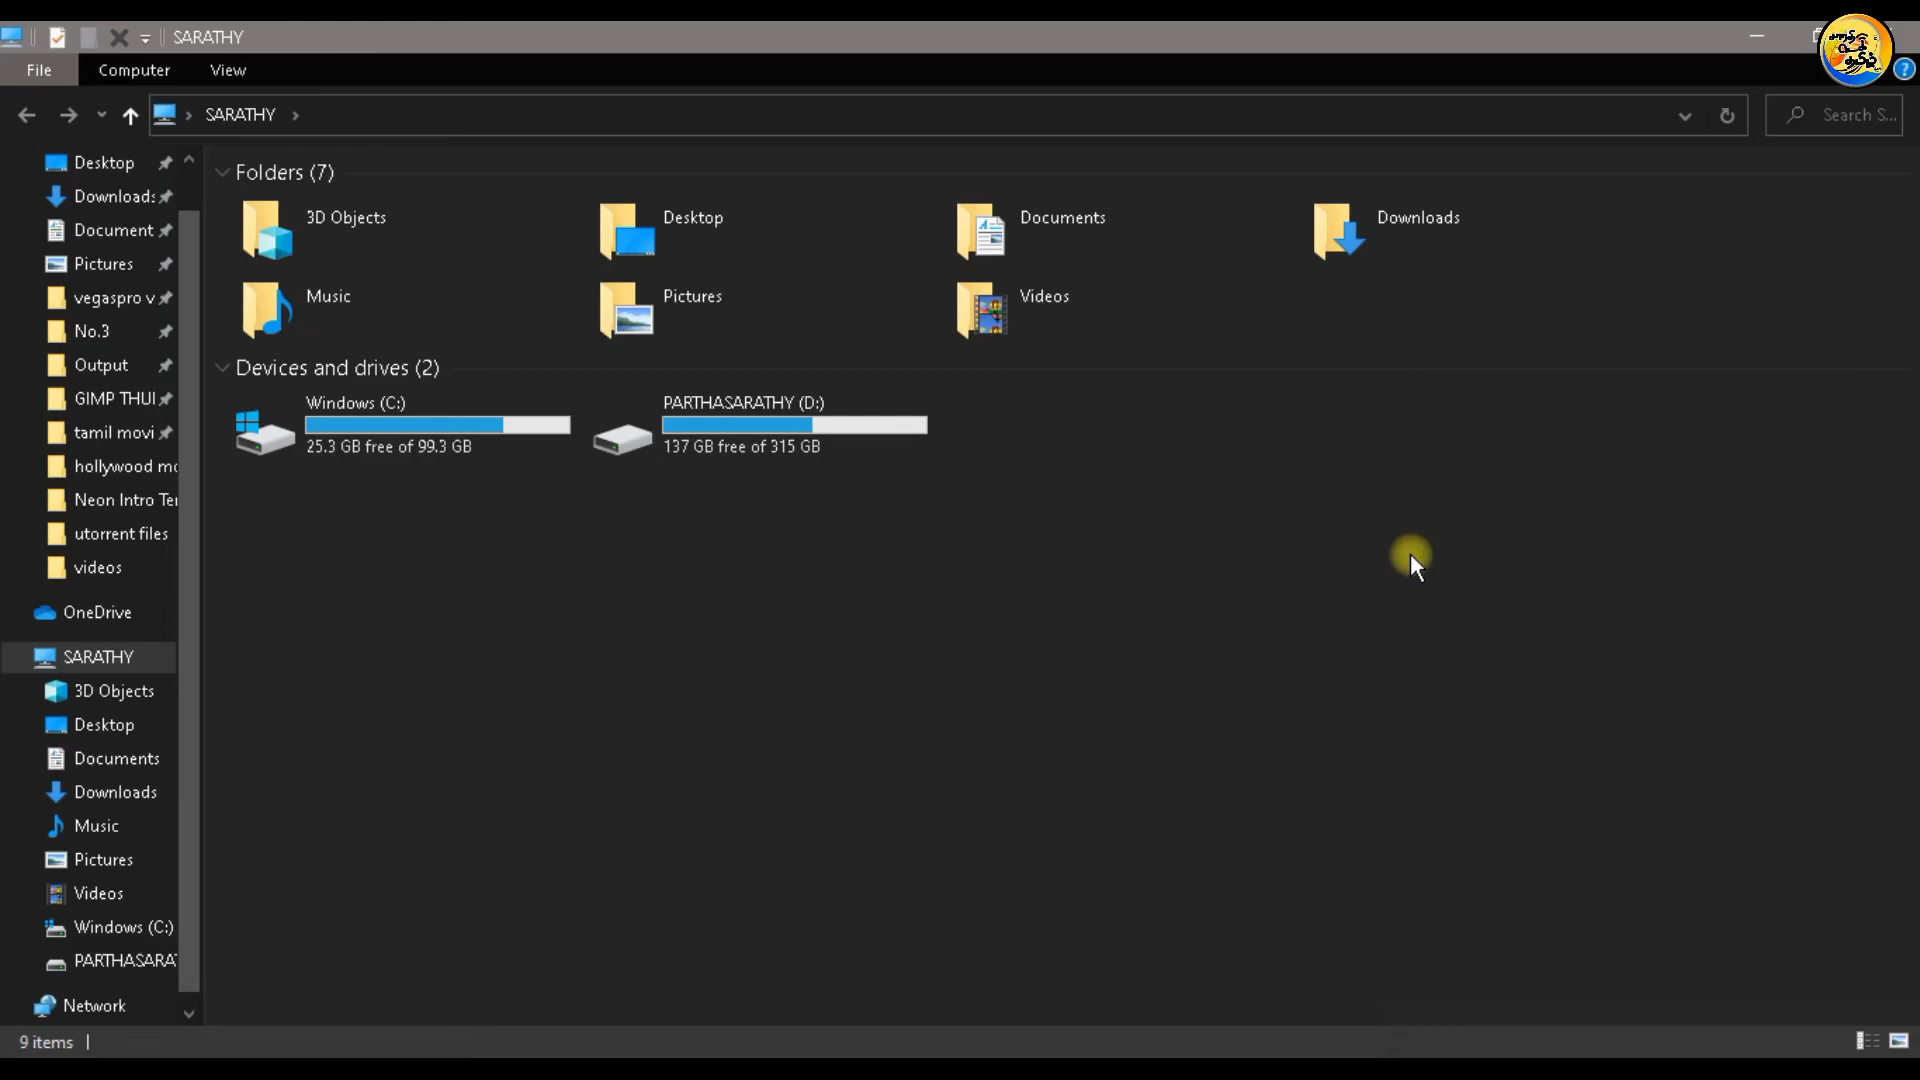 SARATHY
File Computer View
?
SARATHY
Search S...
Desktop
Downloads
Document
Pictures
vegaspro v
No.3
Output
GIMP THUI
tamil movi
hollywood mo
Neon Intro Ter
utorrent files
videos
OneDrive
SARATHY
3D Objects
Desktop
Documents
Downloads
Music
Pictures
Videos
Windows (C:)
PARTHASARAT
Network
Folders (7)
3D Objects
Desktop
Documents
Downloads
Music
Pictures
Videos
Devices and drives (2)
Windows (C:)
25.3 GB free of 99.3 GB
PARTHASARATHY (D:)
137 GB free of 315 GB
9 items